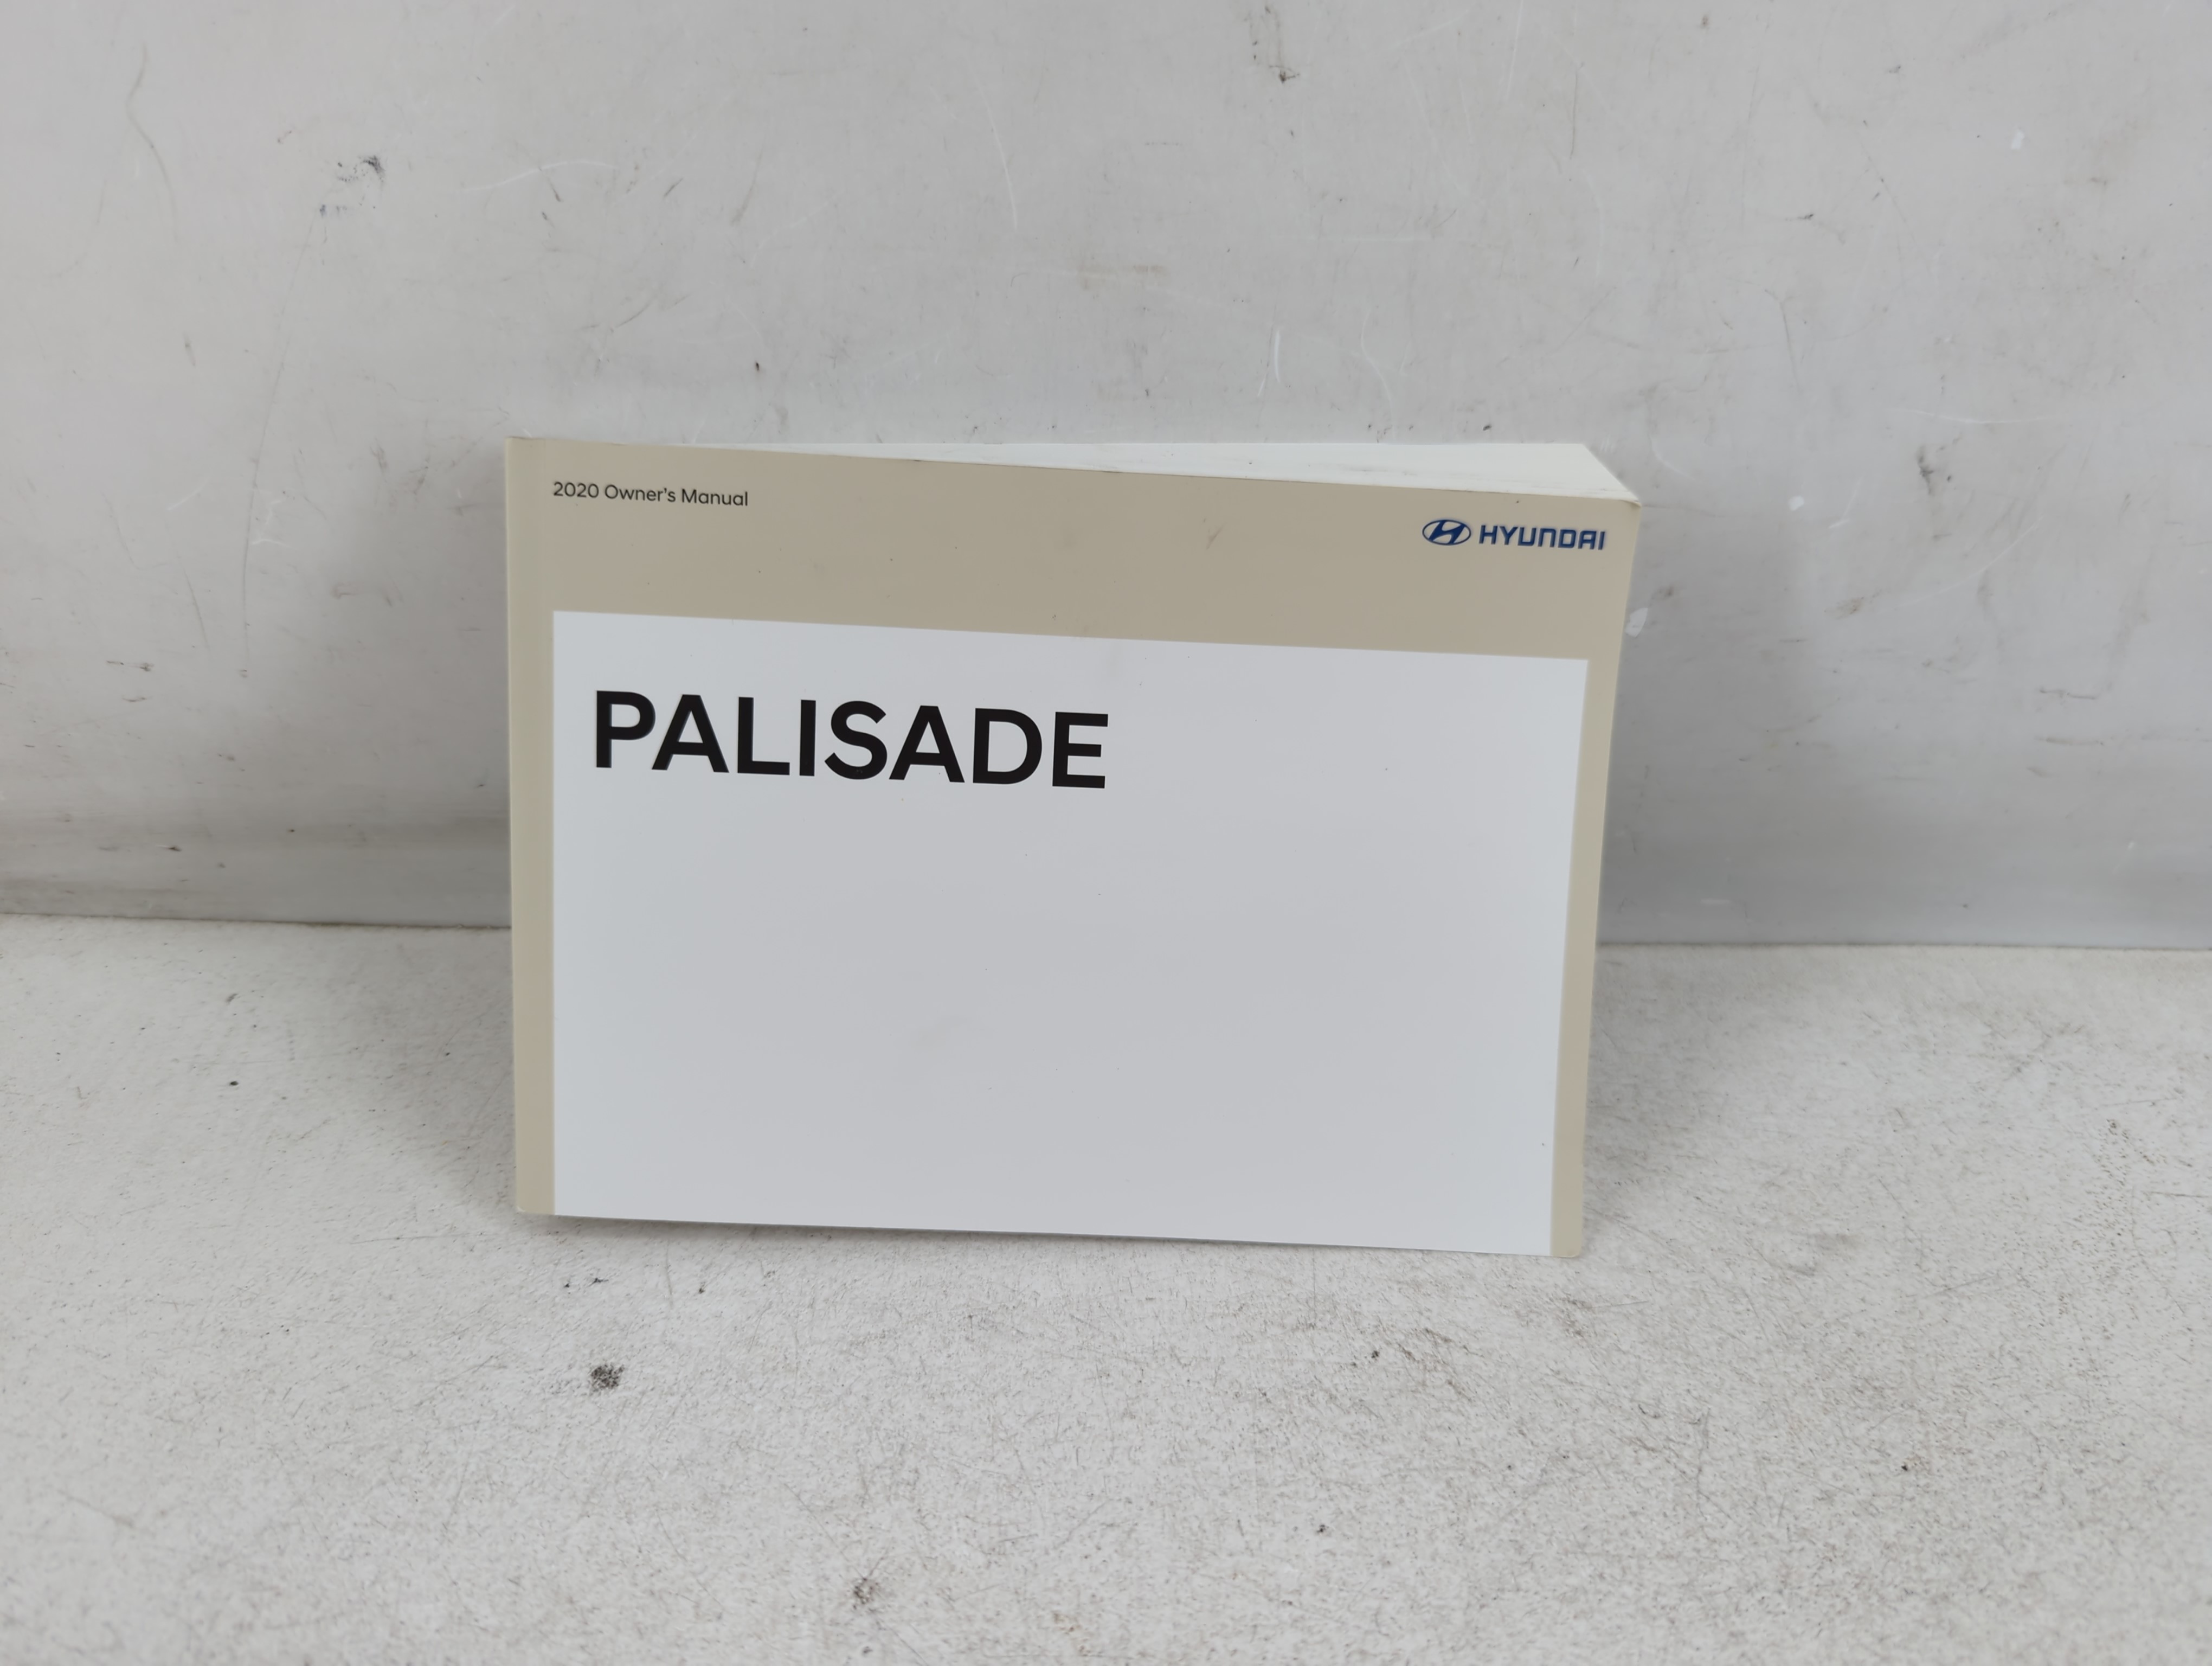 2020 Owner's Manual
HYUNDAI
PALISADE